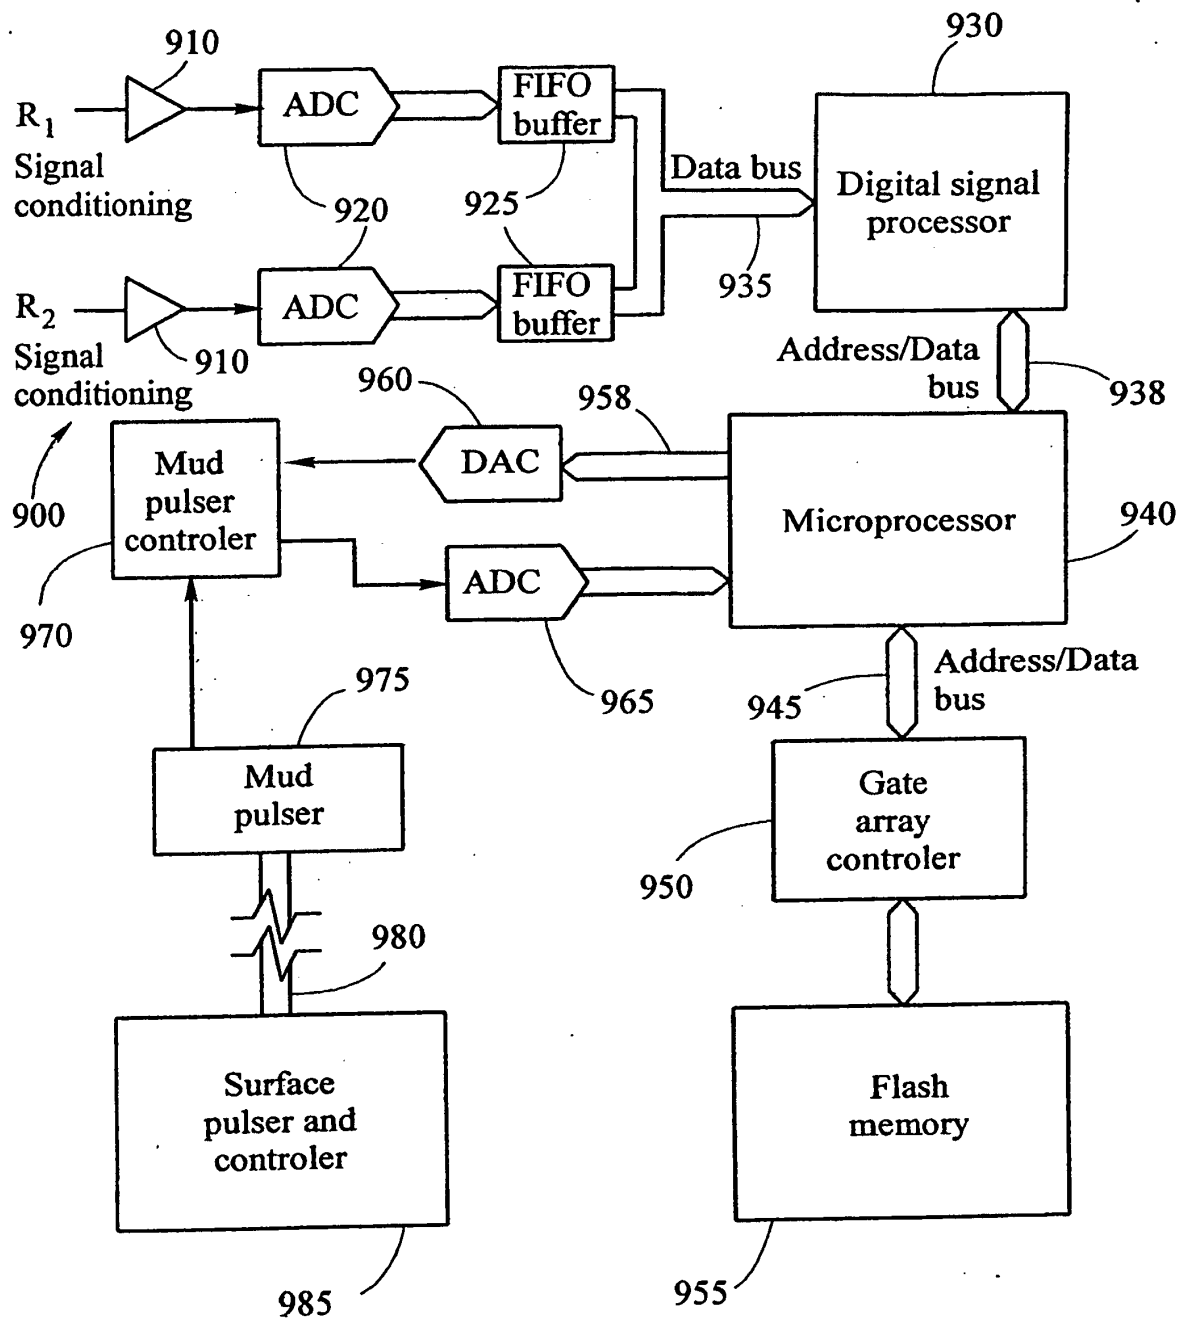 910
930
R1
ADC
FIFO
buffer
Signal
conditioning
920
925
Data bus
Digital signal
processor
935
R2
ADC
FIFO
buffer
Signal
conditioning
910
Address/Data
bus
938
960
958
900
Mud
pulser
controler
DAC
Microprocessor
940
970
ADC
965
975
945
Address/Data
bus
Mud
pulser
Gate
array
controler
950
980
Surface
pulser and
controler
Flash
memory
985
955